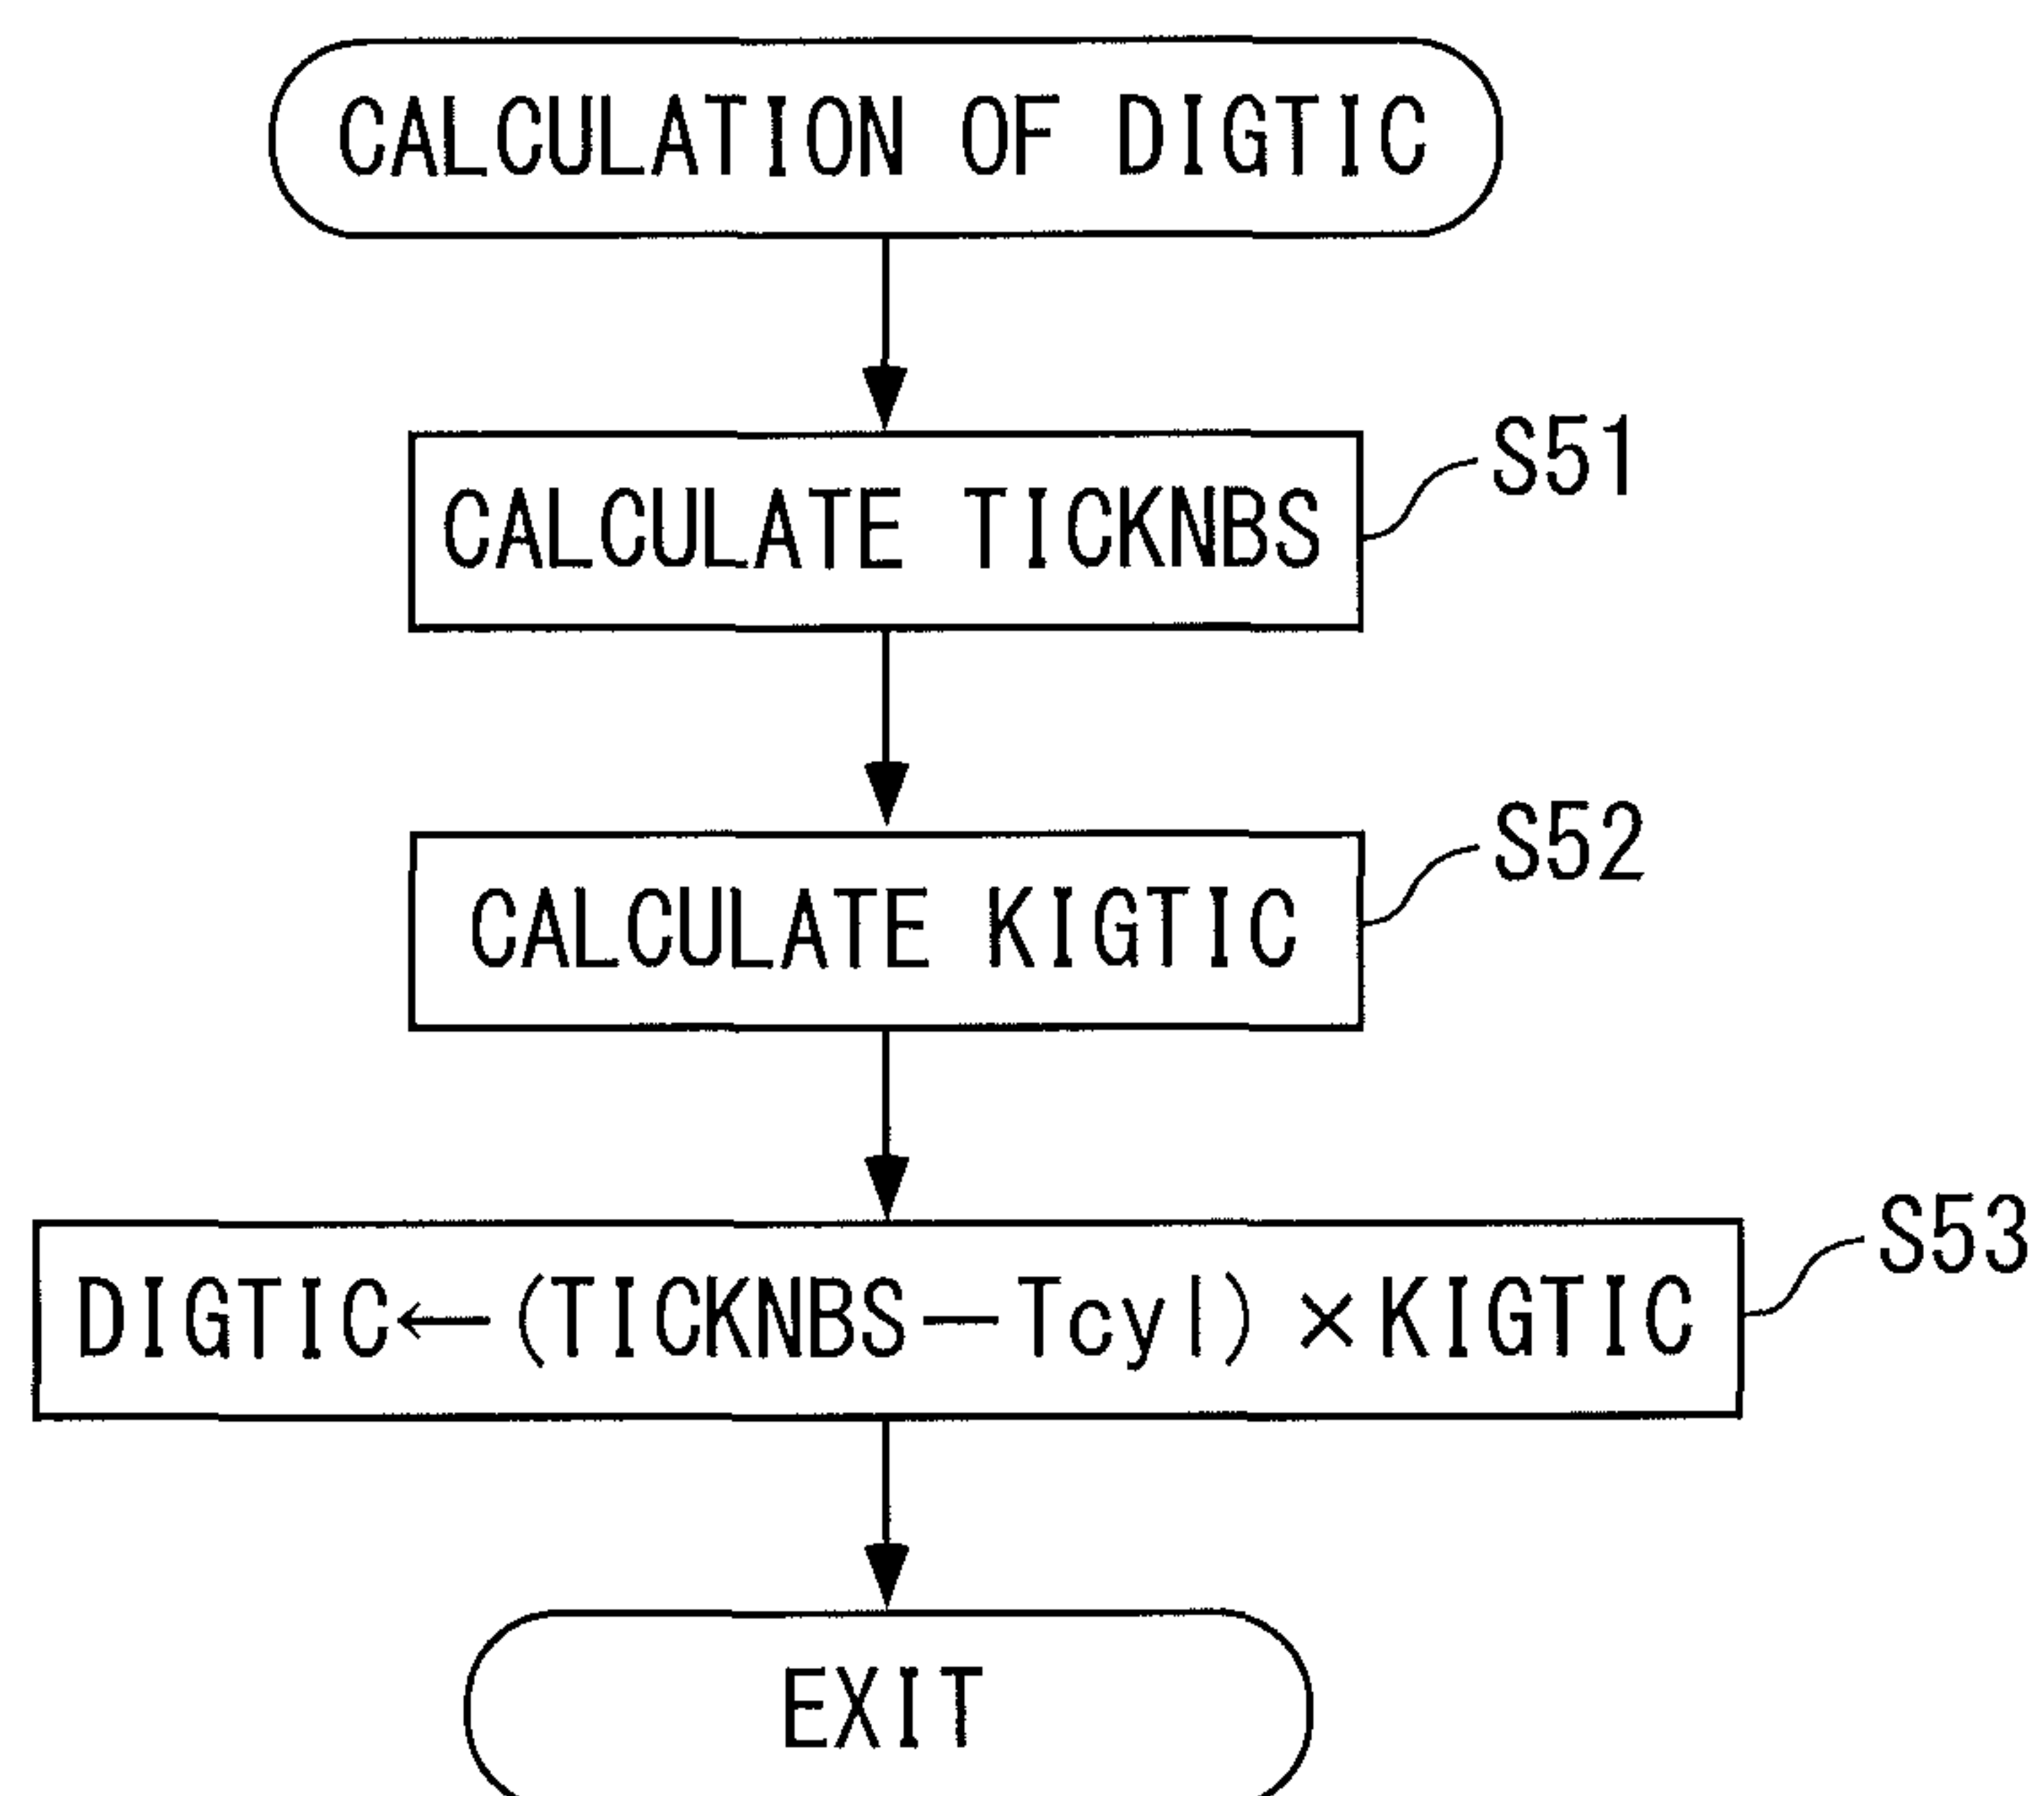 CALCULATION OF DIGTIC
S51
CALCULATE TICKNBS
S52
CALCULATE KIGTIC
S53
DIGTIC←(TICKNBS−Tcyl)×KIGTIC
EXIT